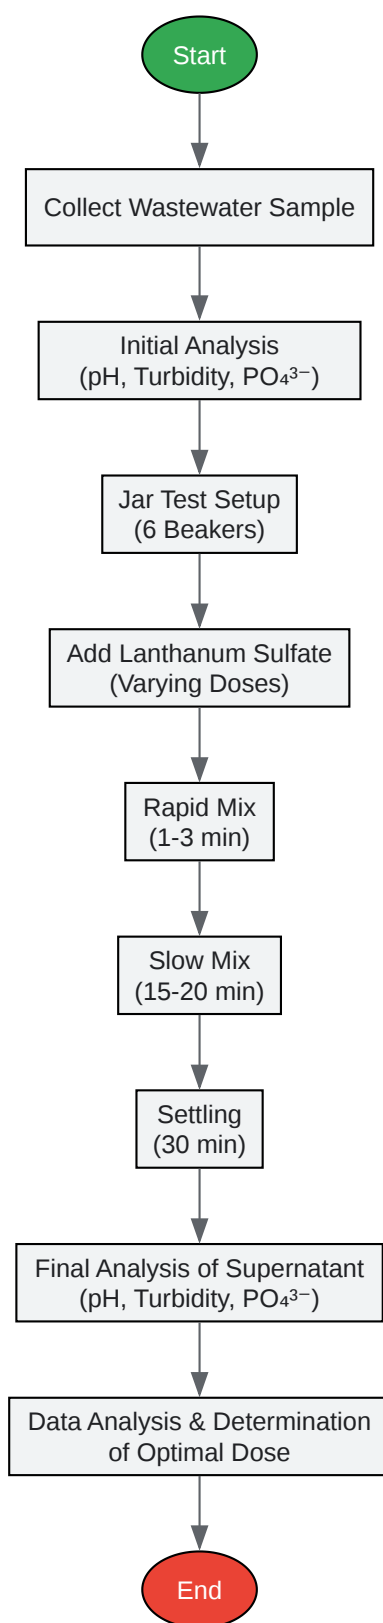 Start
Collect Wastewater Sample
Initial Analysis
(pH, Turbidity, PO₄³⁻)
Jar Test Setup
(6 Beakers)
Add Lanthanum Sulfate
(Varying Doses)
Rapid Mix
(1-3 min)
Slow Mix
(15-20 min)
Settling
(30 min)
Final Analysis of Supernatant
(pH, Turbidity, PO₄³⁻)
Data Analysis & Determination
of Optimal Dose
End